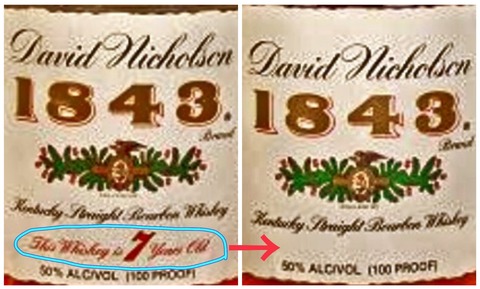 David Nicholson
1843.
Brand
Kentucky Straight Bourbon Whiskey
This Whiskey is 7 Years Old
50% ALC/VOL (100 PROOF)
David Nicholson
1843.
Brand
Kentucky Straight Bourbon Whiskey
50% ALC/VOL (100 PROOF)